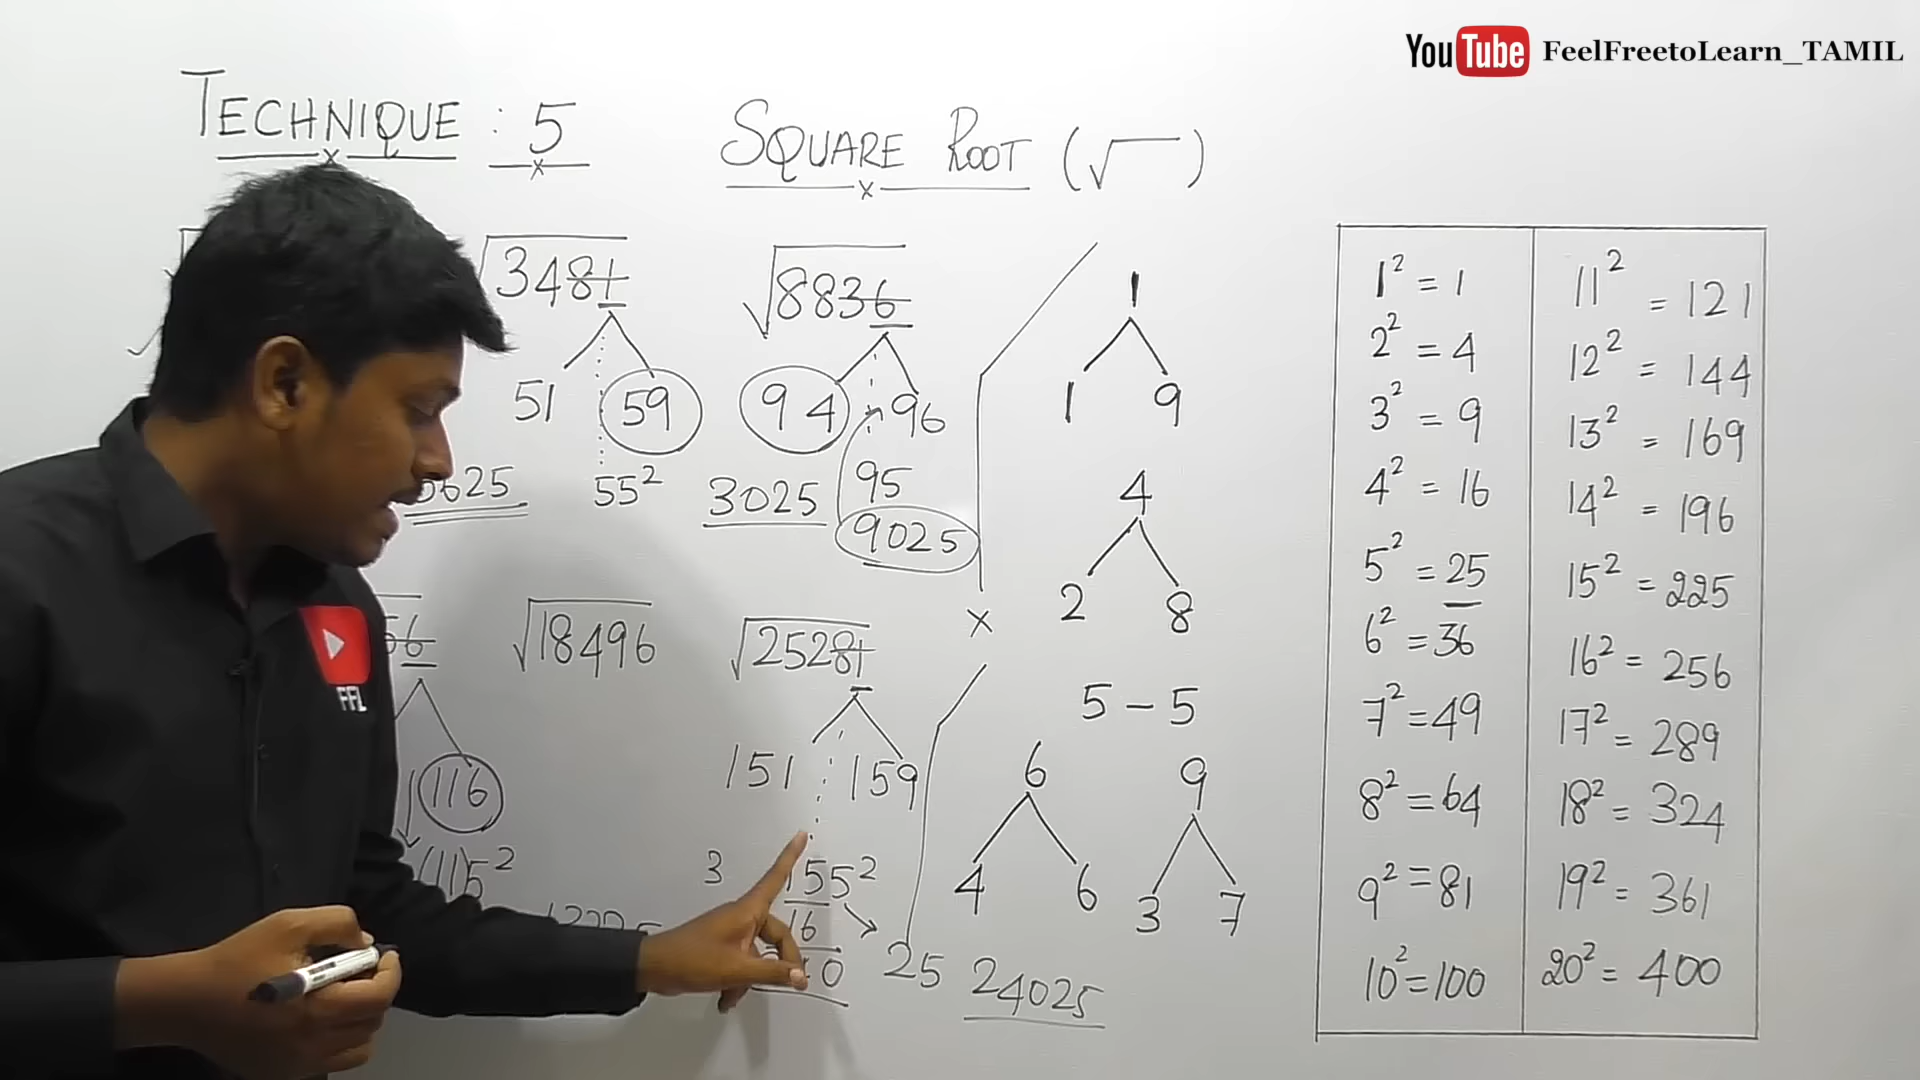 YouTube FeelFreetoLearn_TAMIL
TECHNIQUE : 5
SQUARE ROOT (√ )
√3481
51 59
55²
3025
√8836
94 96
95
9025
625
56
116
(11)5²
√18496
√25281
151 159
3
155²
16
25
24025
1
1 9
4
2 8
x
5 - 5
6
4 6
9
3 7
1² = 1
2² = 4
3² = 9
4² = 16
5² = 25
6² = 36
7² = 49
8² = 64
9² = 81
10² = 100
11² = 121
12² = 144
13² = 169
14² = 196
15² = 225
16² = 256
17² = 289
18² = 324
19² = 361
20² = 400
FFL